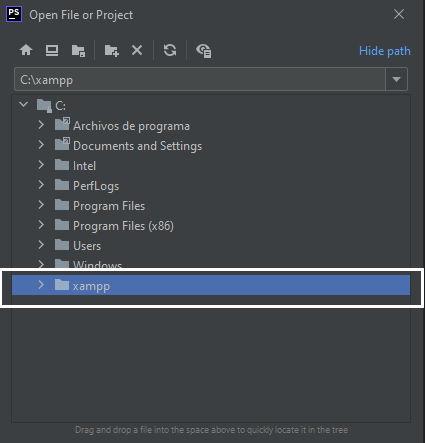 PS Open File or Project
Hide path
C:\xampp
C:
Archivos de programa
Documents and Settings
Intel
PerfLogs
Program Files
Program Files (x86)
Users
Windows
xampp
Drag and drop a file into the space above to quickly locate it in the tree